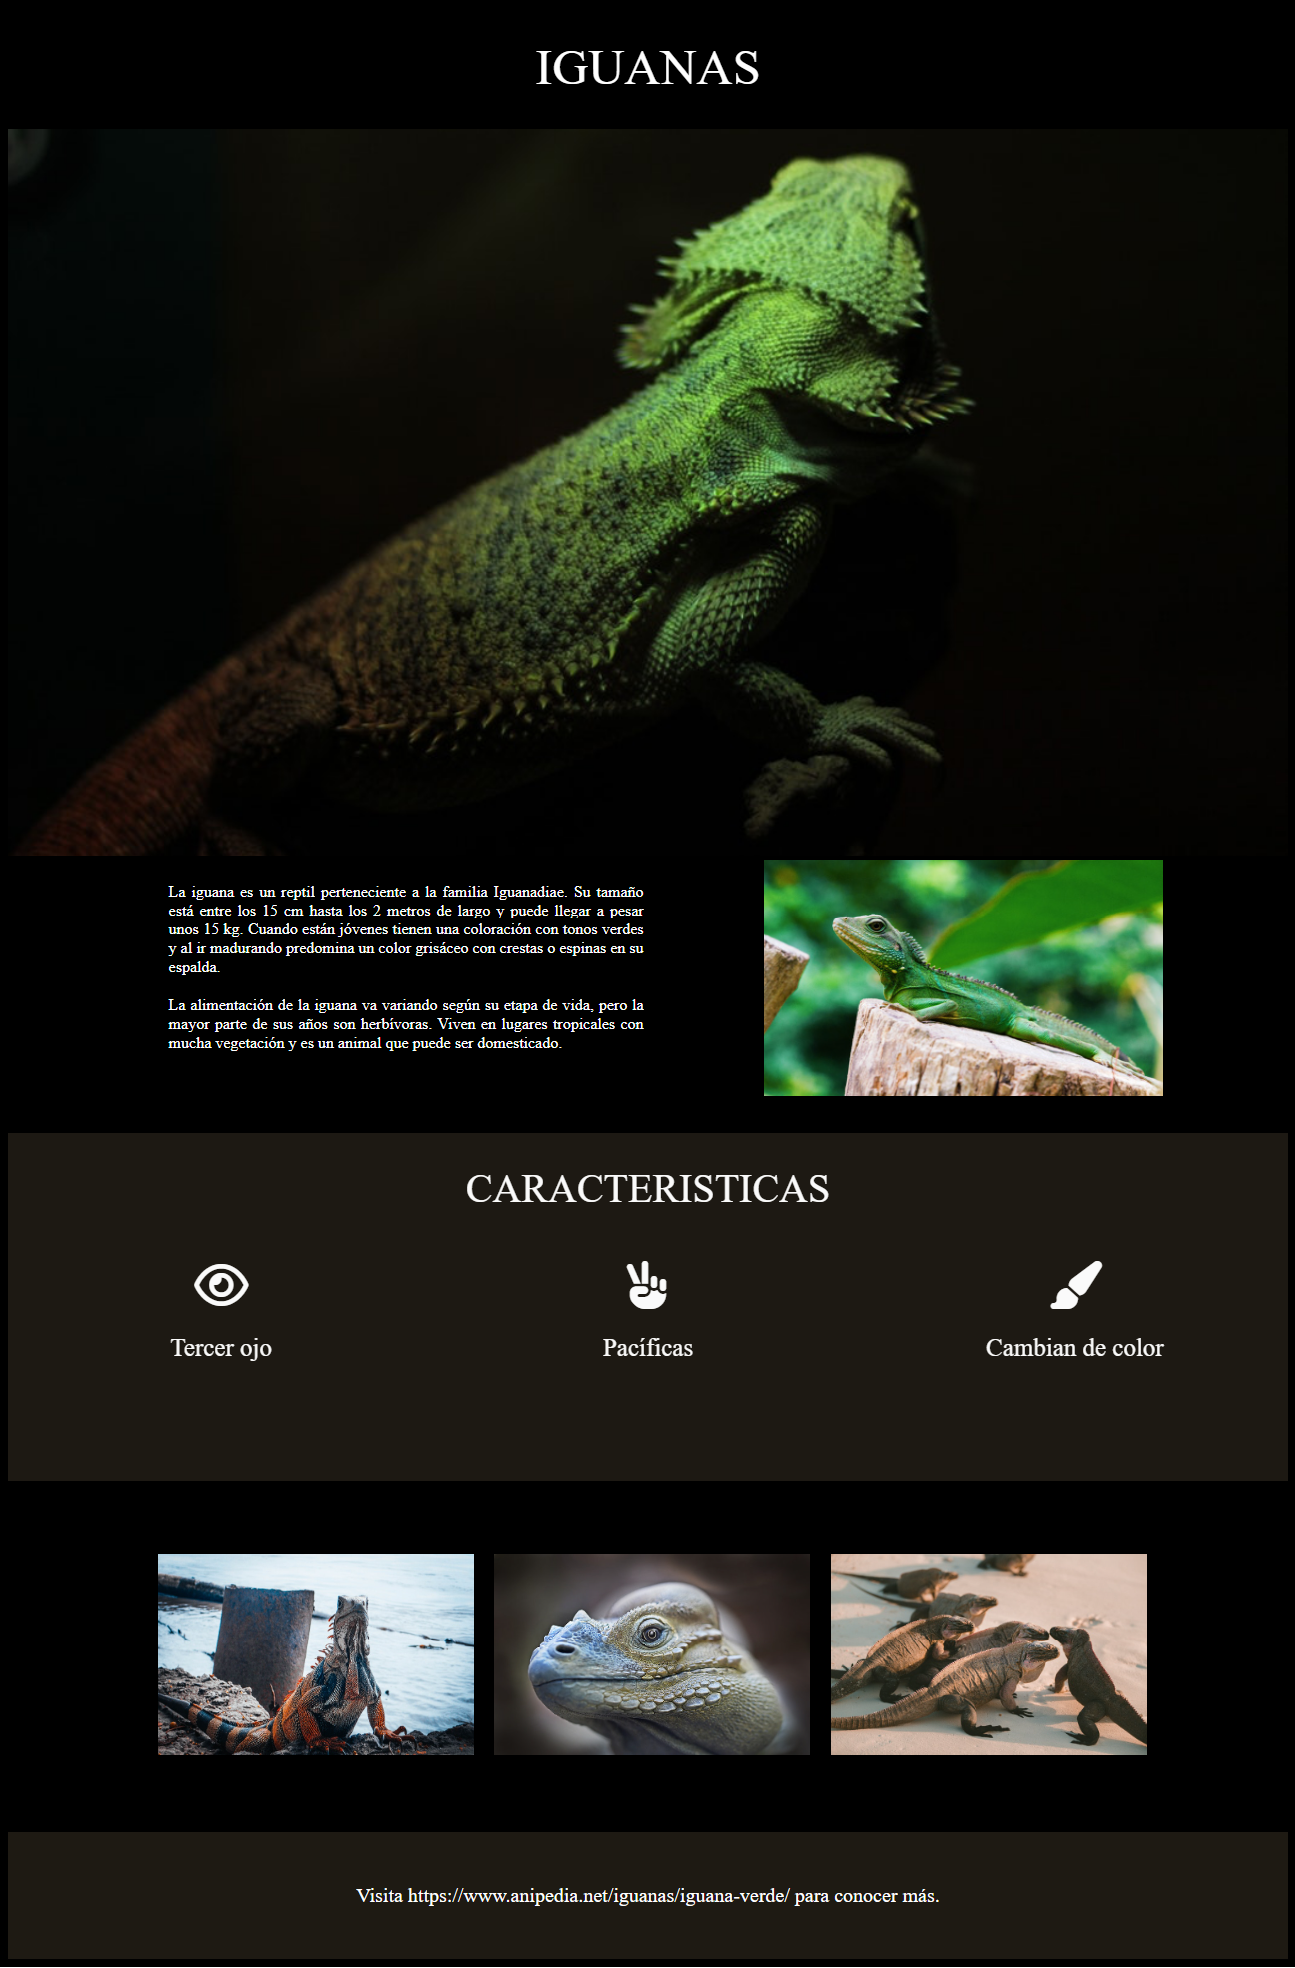 IGUANAS
La iguana es un reptil perteneciente a la familia Iguanadiae. Su tamaño
está entre los 15 cm hasta los 2 metros de largo y puede llegar a pesar
unos 15 kg. Cuando están jóvenes tienen una coloración con tonos verdes
y al ir madurando predomina un color grisáceo con crestas o espinas en su
espalda.
La alimentación de la iguana va variando según su etapa de vida, pero la
mayor parte de sus años son herbívoras. Viven en lugares tropicales con
mucha vegetación y es un animal que puede ser domesticado.
CARACTERISTICAS
Tercer ojo
Pacíficas
Cambian de color
Visita https://www.anipedia.net/iguanas/iguana-verde/ para conocer más.